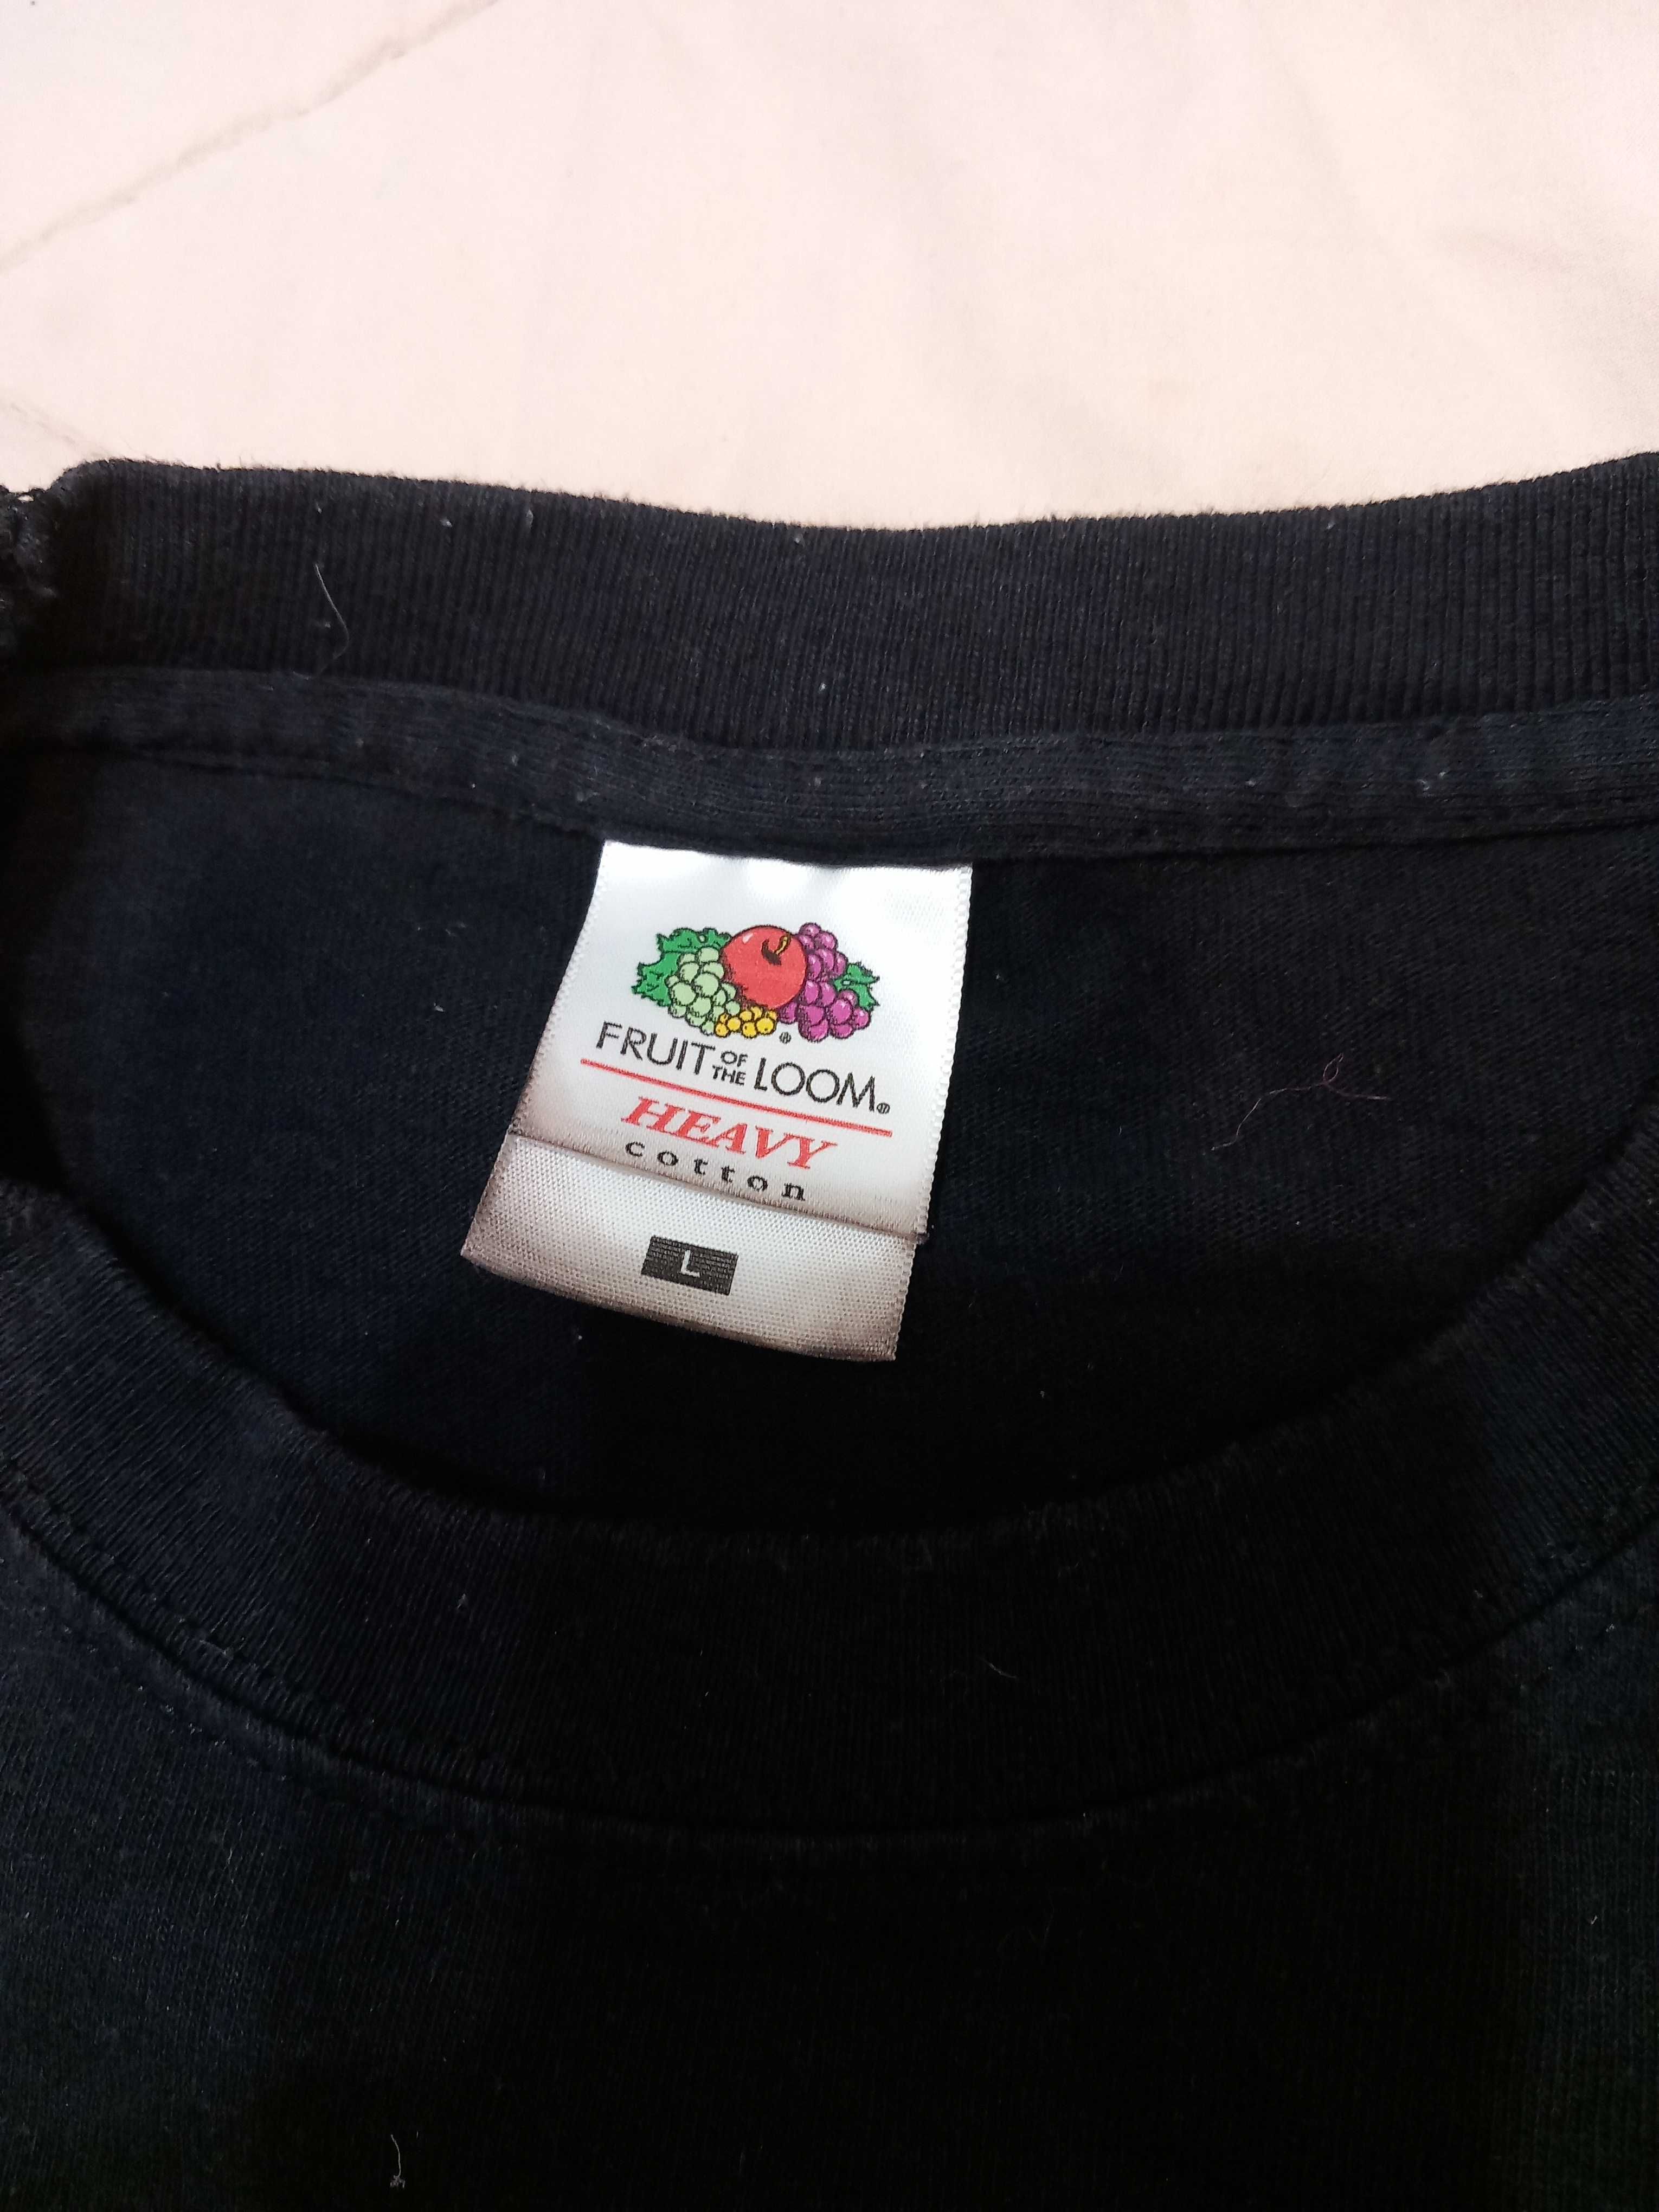 FRUIT OF THE LOOM®
HEAVY
cotton
L